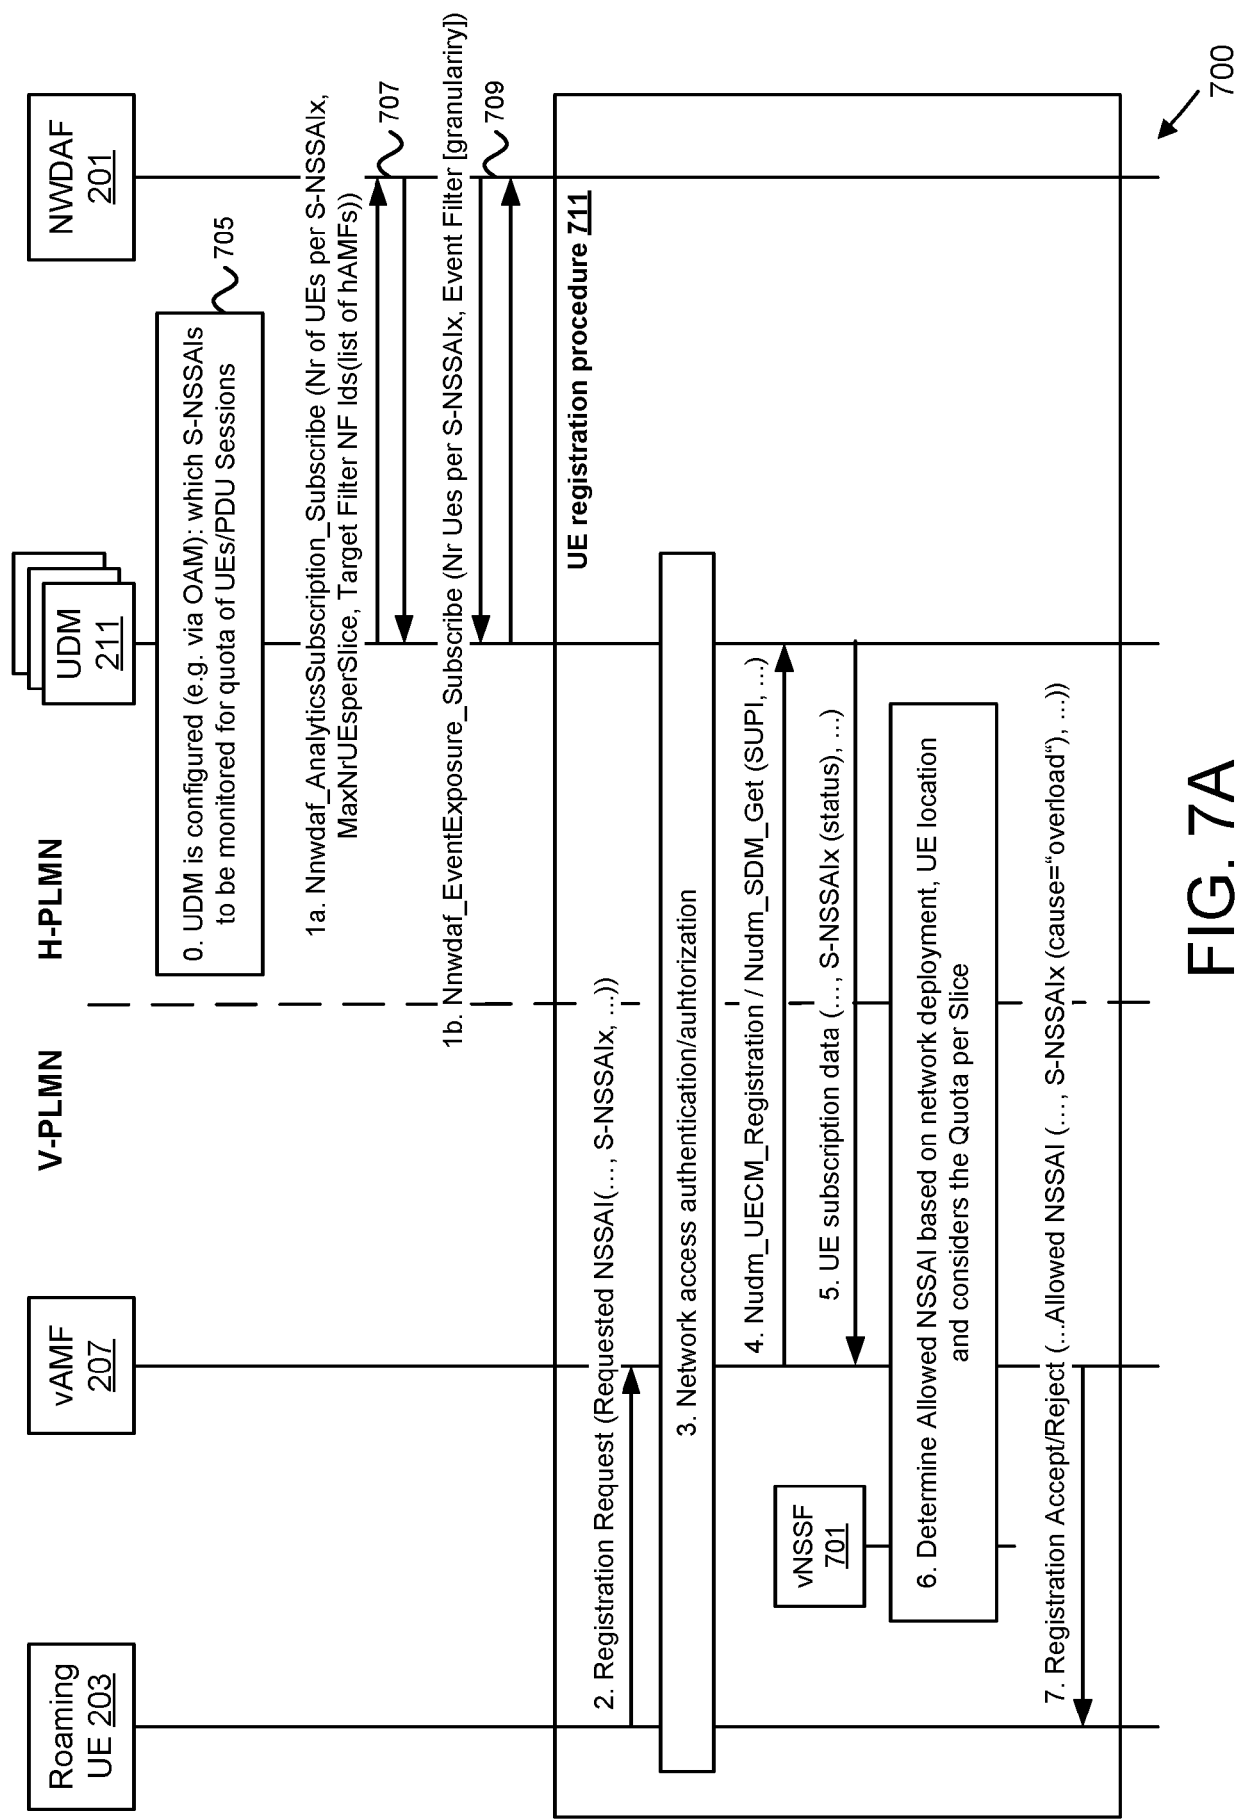 Roaming
UE 203
vAMF
207
V-PLMN
H-PLMN
UDM
211
NWDAF
201
0. UDM is configured (e.g. via OAM): which S-NSSAIs
to be monitored for quota of UEs/PDU Sessions
705
1a. Nnwdaf_AnalyticsSubscription_Subscribe (Nr of UEs per S-NSSAIx,
MaxNrUEsperSlice, Target Filter NF Ids(list of hAMFs))
707
1b. Nnwdaf_EventExposure_Subscribe (Nr Ues per S-NSSAIx, Event Filter [granulariry])
709
UE registration procedure 711
2. Registration Request (Requested NSSAI(…, S-NSSAIx, ...))
3. Network access authentication/auhtorization
4. Nudm_UECM_Registration / Nudm_SDM_Get (SUPI, ...)
5. UE subscription data (…, S-NSSAIx (status), …)
vNSSF
701
6. Determine Allowed NSSAI based on network deployment, UE location
and considers the Quota per Slice
7. Registration Accept/Reject (...Allowed NSSAI (…, S-NSSAIx (cause=“overload“), …))
700
FIG. 7A